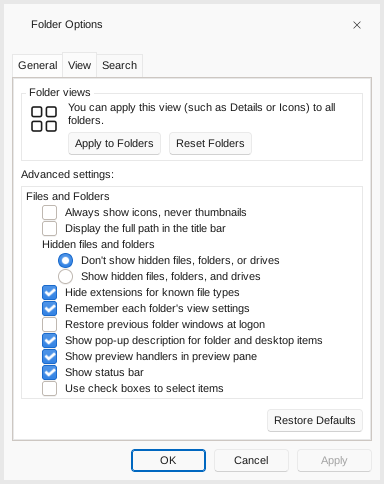 Folder Options
General View Search
Folder views
You can apply this view (such as Details or Icons) to all
folders.
Apply to Folders Reset Folders
Advanced settings:
Files and Folders
Always show icons, never thumbnails
Display the full path in the title bar
Hidden files and folders
Don't show hidden files, folders, or drives
Show hidden files, folders, and drives
Hide extensions for known file types
Remember each folder's view settings
Restore previous folder windows at logon
Show pop-up description for folder and desktop items
Show preview handlers in preview pane
Show status bar
Use check boxes to select items
Restore Defaults
OK Cancel Apply